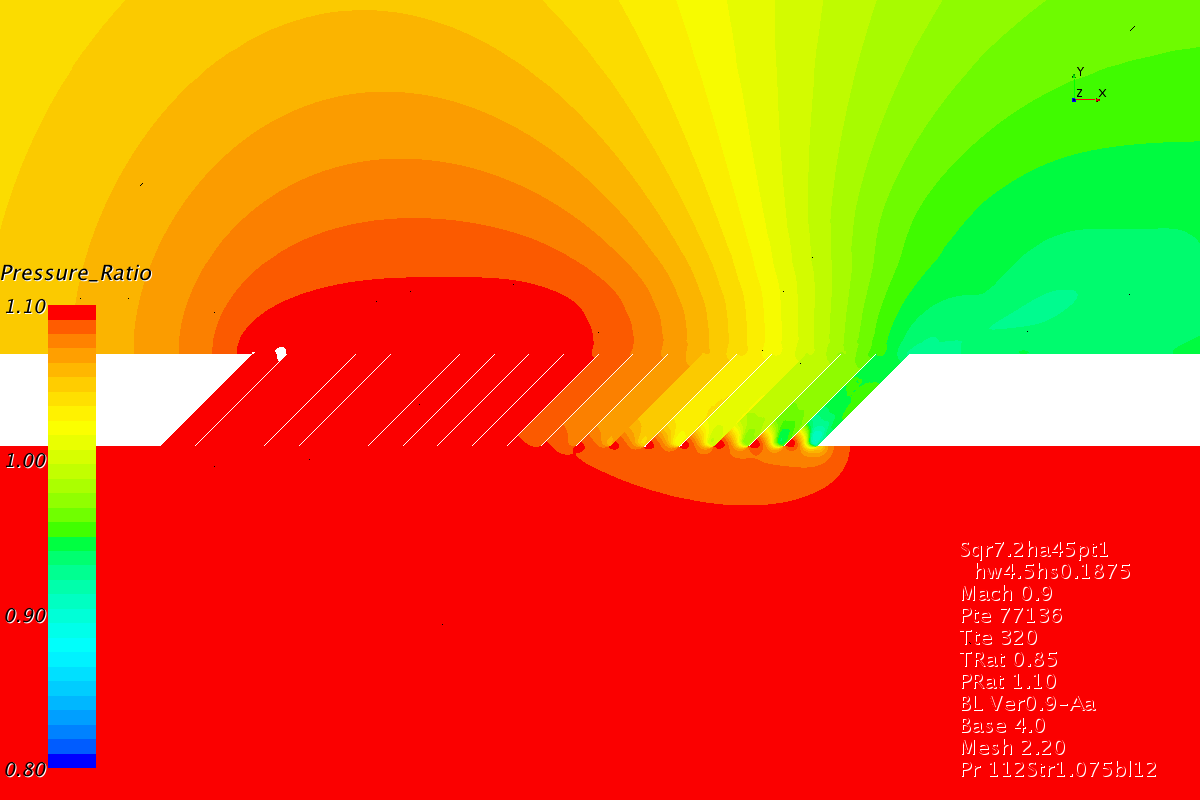 Y
Z X
Pressure_Ratio
1.10
1.00
0.90
0.80
Sqr7.2ha45pt1
hw4.5hs0.1875
Mach 0.9
Pte 77136
Tte 320
TRat 0.85
PRat 1.10
BL Ver0.9-Aa
Base 4.0
Mesh 2.20
Pr 112Str1.075bl12